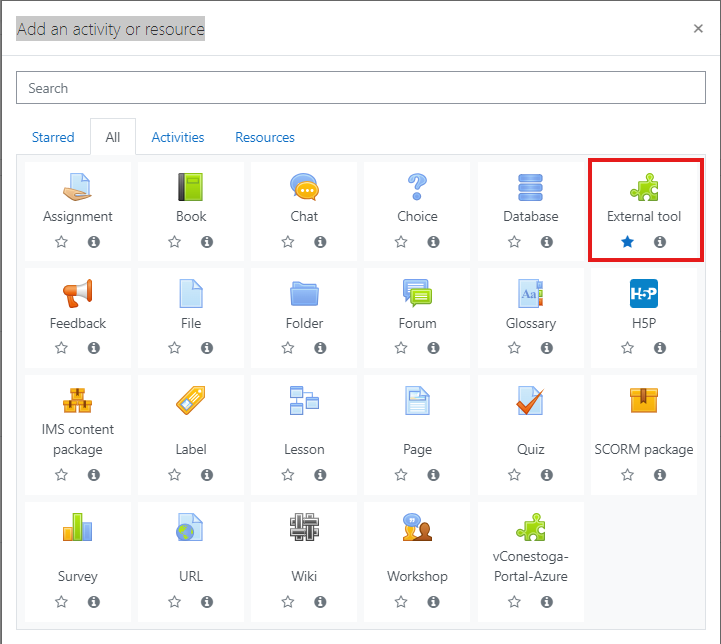 Add an activity or resource
×
Search
Starred All Activities Resources
Assignment Book Chat Choice Database External tool
Feedback File Folder Forum Glossary H5P
IMS content
package Label Lesson Page Quiz SCORM package
Survey URL Wiki Workshop vConestoga-
Portal-Azure